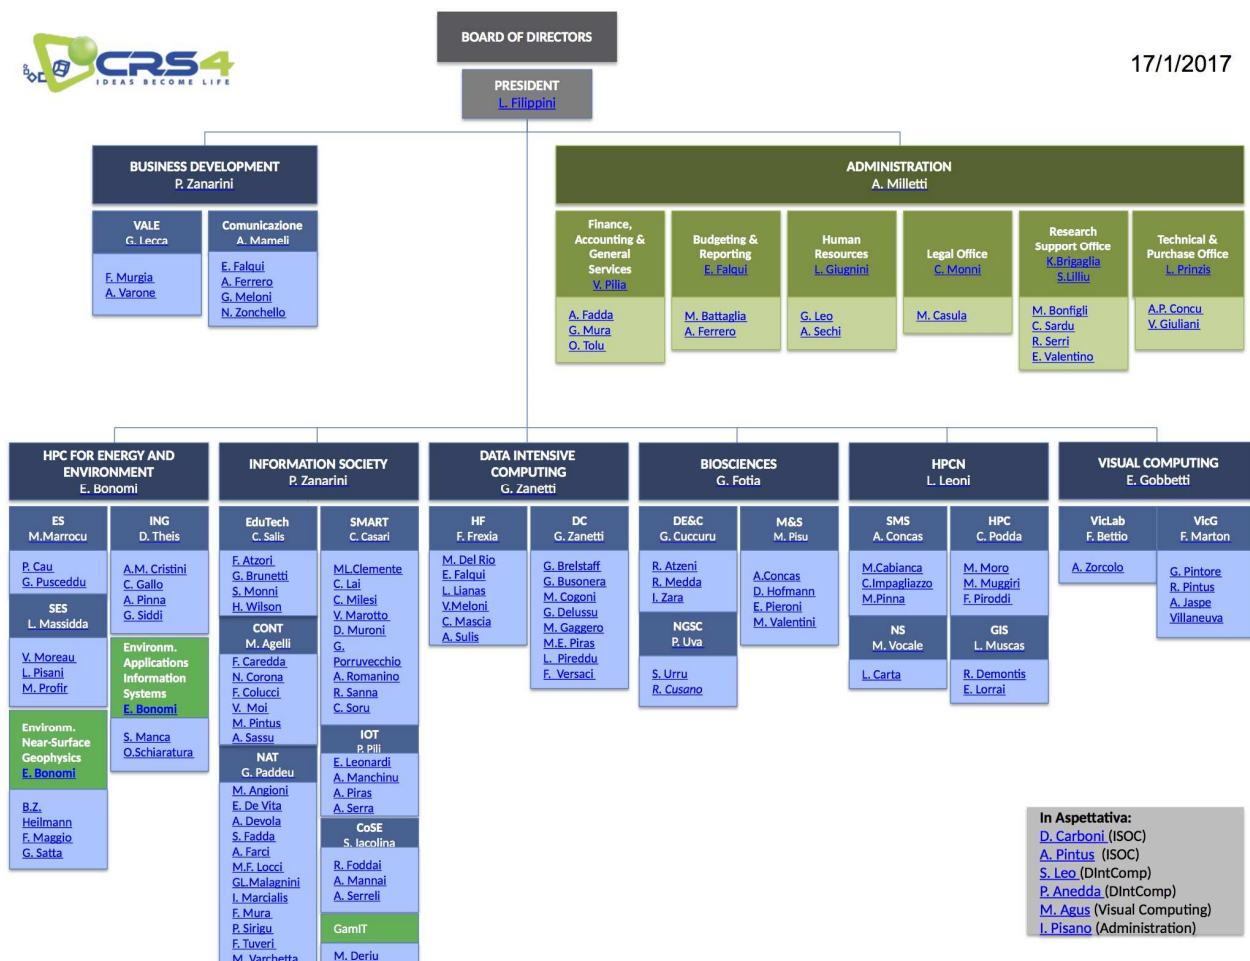 CRS4
IDEAS BECOME LIFE
BOARD OF DIRECTORS
17/1/2017
PRESIDENT
L. Filippini
BUSINESS DEVELOPMENT
P. Zanarini
VALE
G. Lecca
F. Murgia
A. Varone
Comunicazione
A. Mameli
E. Falqui
A. Ferrero
G. Meloni
N. Zonchello
ADMINISTRATION
A. Milletti
Finance,
Accounting &
General
Services
V. Pilia
A. Fadda
G. Mura
O. Tolu
Budgeting &
Reporting
E. Falqui
M. Battaglia
A. Ferrero
Human
Resources
L. Giugnini
G. Leo
A. Sechi
Legal Office
C. Monni
M. Casula
Research
Support Office
K.Brigaglia
S.Lilliu
M. Bonfigli
C. Sardu
R. Serri
E. Valentino
Technical &
Purchase Office
L. Prinzis
A.P. Concu
V. Giuliani
HPC FOR ENERGY AND
ENVIRONMENT
E. Bonomi
ES
M.Marrocu
P. Cau
G. Pusceddu
SES
L. Massidda
V. Moreau
L. Pisani
M. Profir
Environm.
Near-Surface
Geophysics
E. Bonomi
B.Z.
Heilmann
F. Maggio
G. Satta
ING
D. Theis
A.M. Cristini
C. Gallo
A. Pinna
G. Siddi
Environm.
Applications
Information
Systems
E. Bonomi
S. Manca
O.Schiaratura
INFORMATION SOCIETY
P. Zanarini
EduTech
C. Salis
F. Atzori
G. Brunetti
S. Monni
H. Wilson
CONT
M. Agelli
F. Caredda
N. Corona
F. Colucci
V. Moi
M. Pintus
A. Sassu
NAT
G. Paddeu
M. Angioni
E. De Vita
A. Devola
S. Fadda
A. Farci
M.F. Locci
GL.Malagnini
I. Marcialis
F. Mura
P. Sirigu
F. Tuveri
M. Varchetta
SMART
C. Casari
ML.Clemente
C. Lai
C. Milesi
V. Marotto
D. Muroni
G.
Porruvecchio
A. Romanino
R. Sanna
C. Soru
IOT
P. Pili
E. Leonardi
A. Manchinu
A. Piras
A. Serra
CoSE
S. Iacolina
R. Foddai
A. Mannai
A. Serreli
GamIT
M. Deriu
DATA INTENSIVE
COMPUTING
G. Zanetti
HF
F. Frexia
M. Del Rio
E. Falqui
L. Lianas
V.Meloni
C. Mascia
A. Sulis
DC
G. Zanetti
G. Brelstaff
G. Busonera
M. Cogoni
G. Delussu
M. Gaggero
M.E. Piras
L. Pireddu
F. Versaci
BIOSCIENCES
G. Fotia
DE&C
G. Cuccuru
R. Atzeni
R. Medda
I. Zara
NGSC
P. Uva
S. Urru
R. Cusano
M&S
M. Pisu
A.Concas
D. Hofmann
E. Pieroni
M. Valentini
HPCN
L. Leoni
SMS
A. Concas
M.Cabianca
C.Impagliazzo
M.Pinna
NS
M. Vocale
L. Carta
HPC
C. Podda
M. Moro
M. Muggiri
F. Piroddi
GIS
L. Muscas
R. Demontis
E. Lorrai
VISUAL COMPUTING
E. Gobbetti
VicLab
F. Bettio
A. Zorcolo
VicG
F. Marton
G. Pintore
R. Pintus
A. Jaspe
Villaneuva
In Aspettativa:
D. Carboni (ISOC)
A. Pintus (ISOC)
S. Leo (DIntComp)
P. Anedda (DIntComp)
M. Agus (Visual Computing)
I. Pisano (Administration)